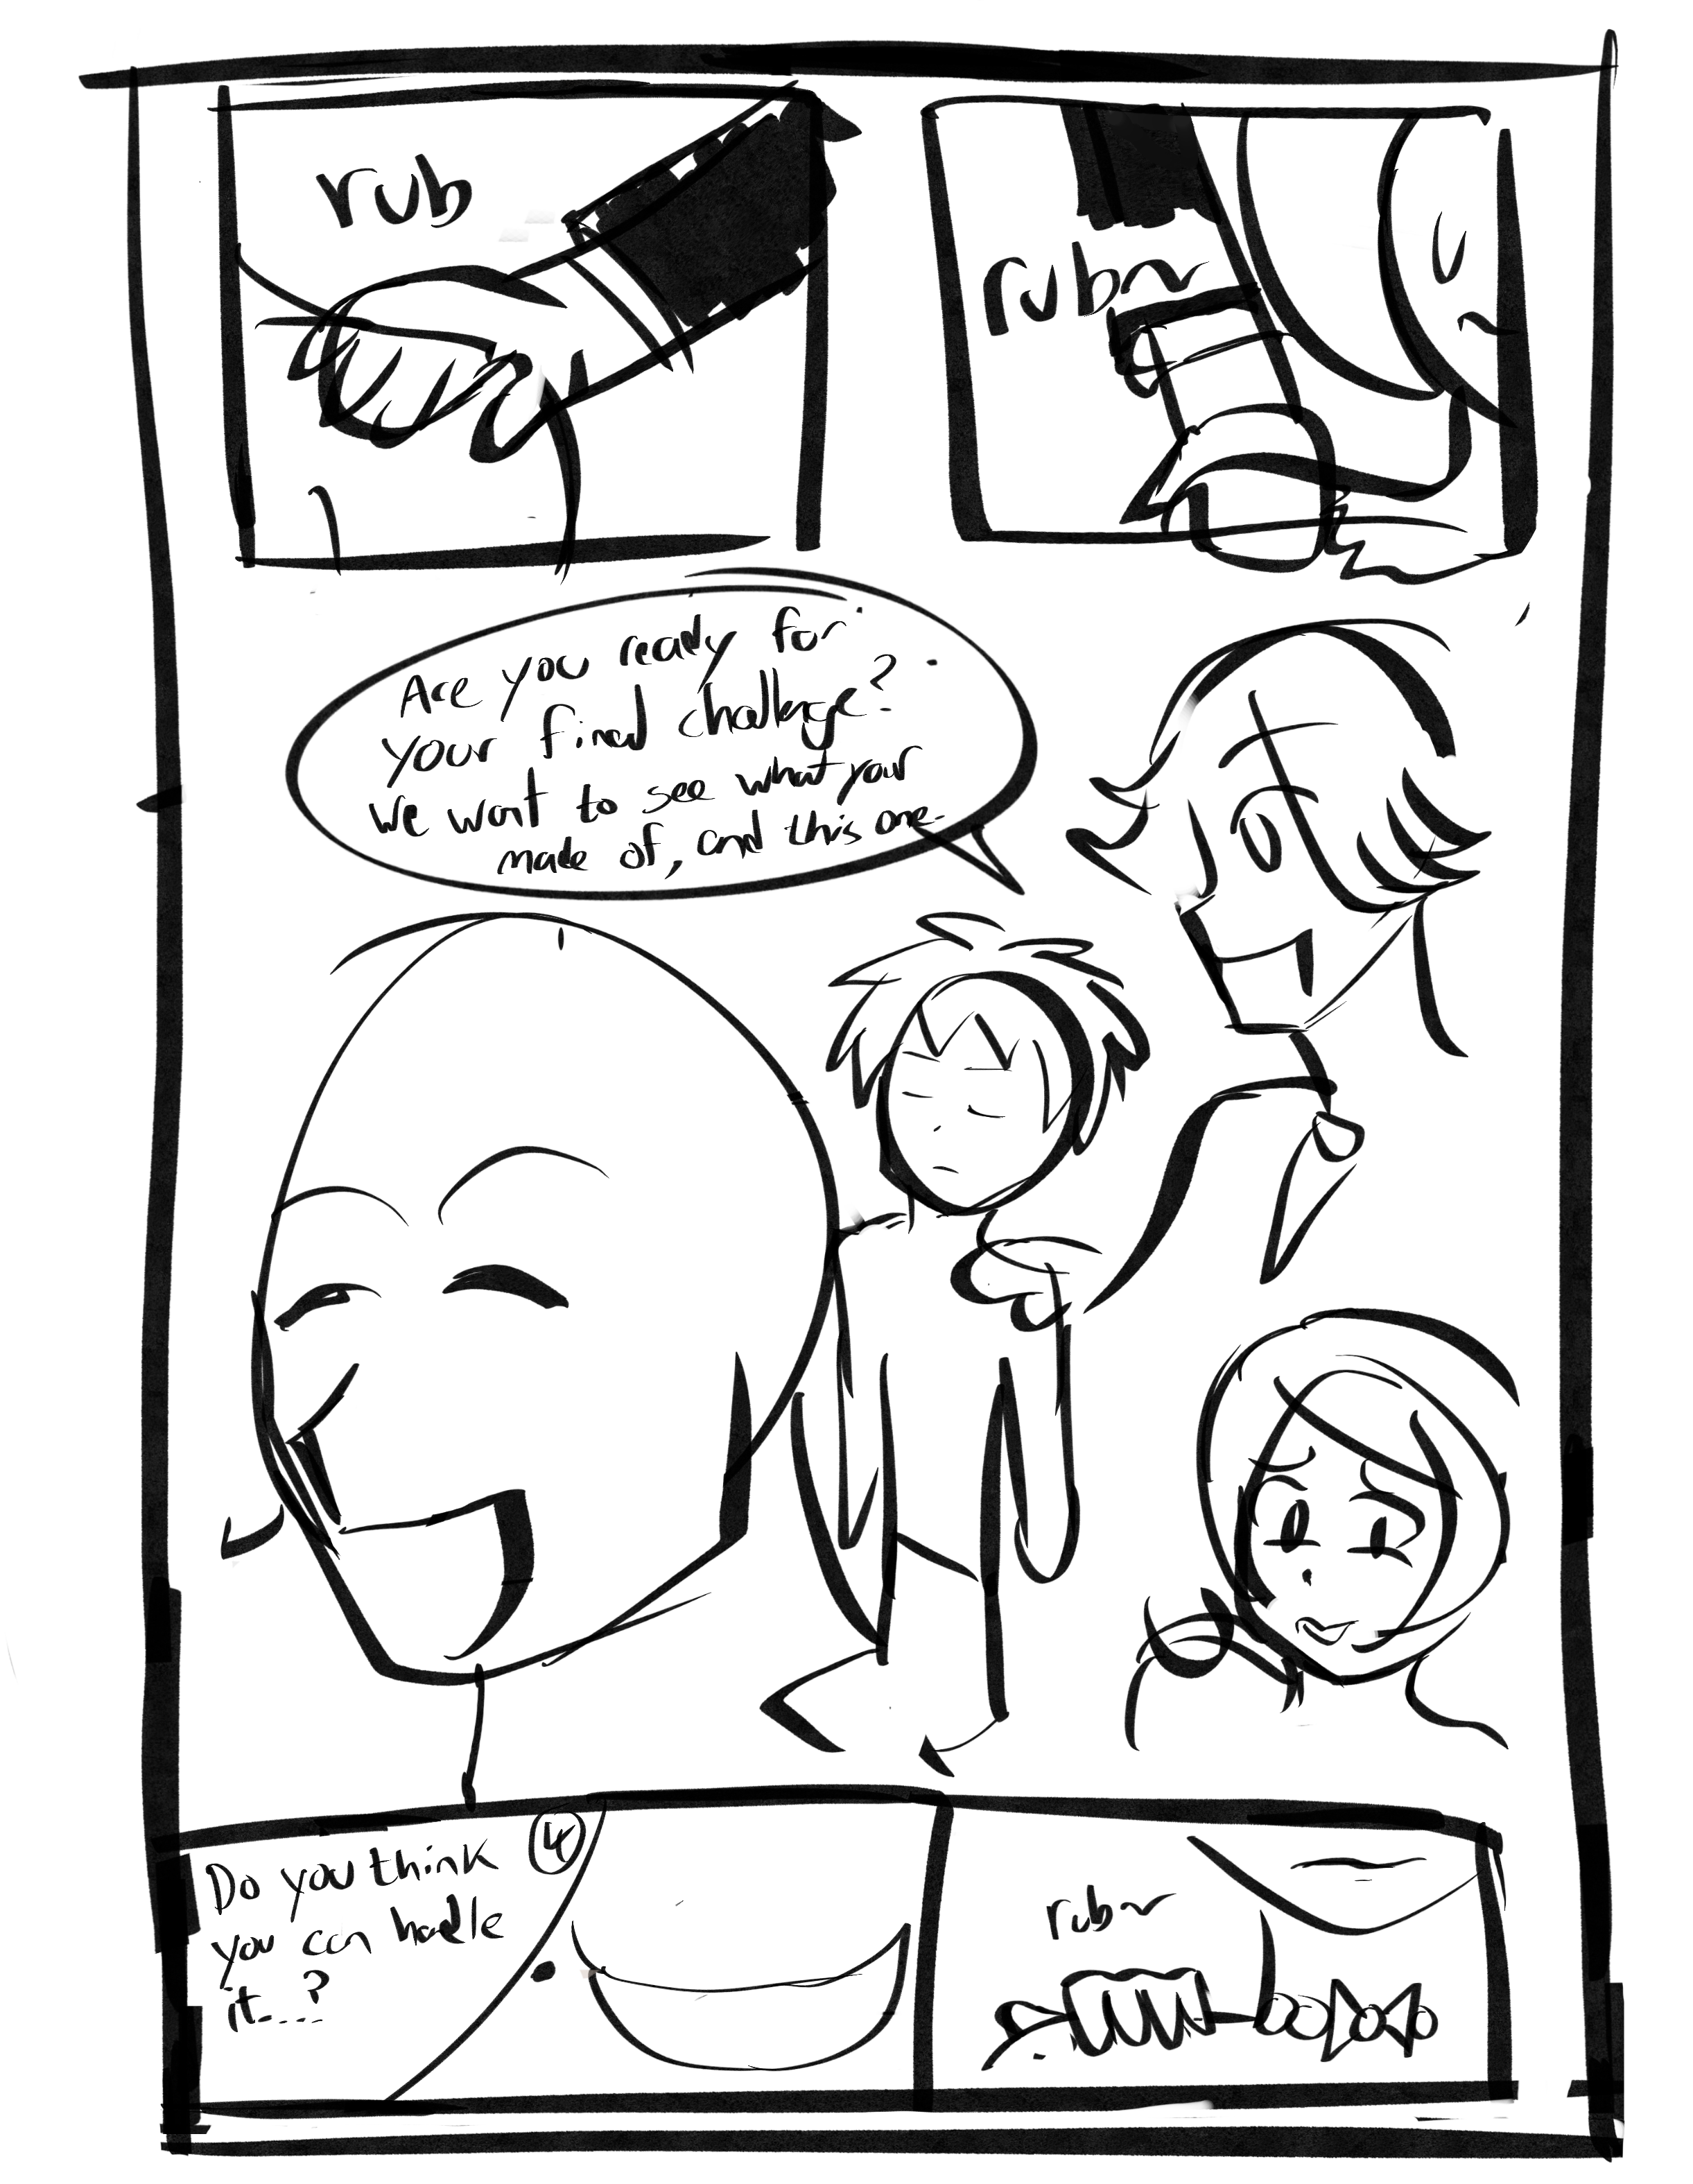 rub
rub~
Are you ready for
your final challenge?
We want to see what your
made of, and this one.
Do you think
you can handle
it....?
4
rub~